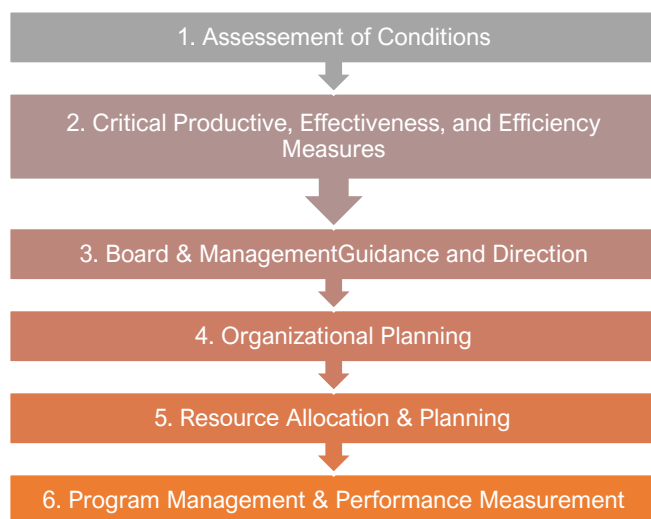 1. Assessement of Conditions
2. Critical Productive, Effectiveness, and Efficiency
Measures
3. Board & ManagementGuidance and Direction
4. Organizational Planning
5. Resource Allocation & Planning
6. Program Management & Performance Measurement